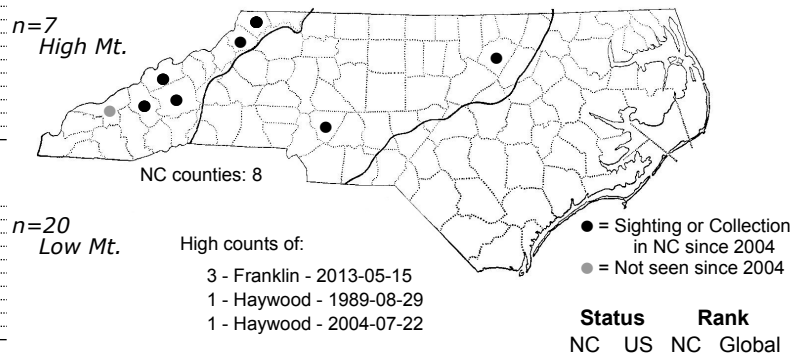 n=7
High Mt.
NC counties: 8
n=20
Low Mt.
High counts of:
3 - Franklin - 2013-05-15
1 - Haywood - 1989-08-29
1 - Haywood - 2004-07-22
= Sighting or Collection
in NC since 2004
= Not seen since 2004
Status Rank
NC US NC Global